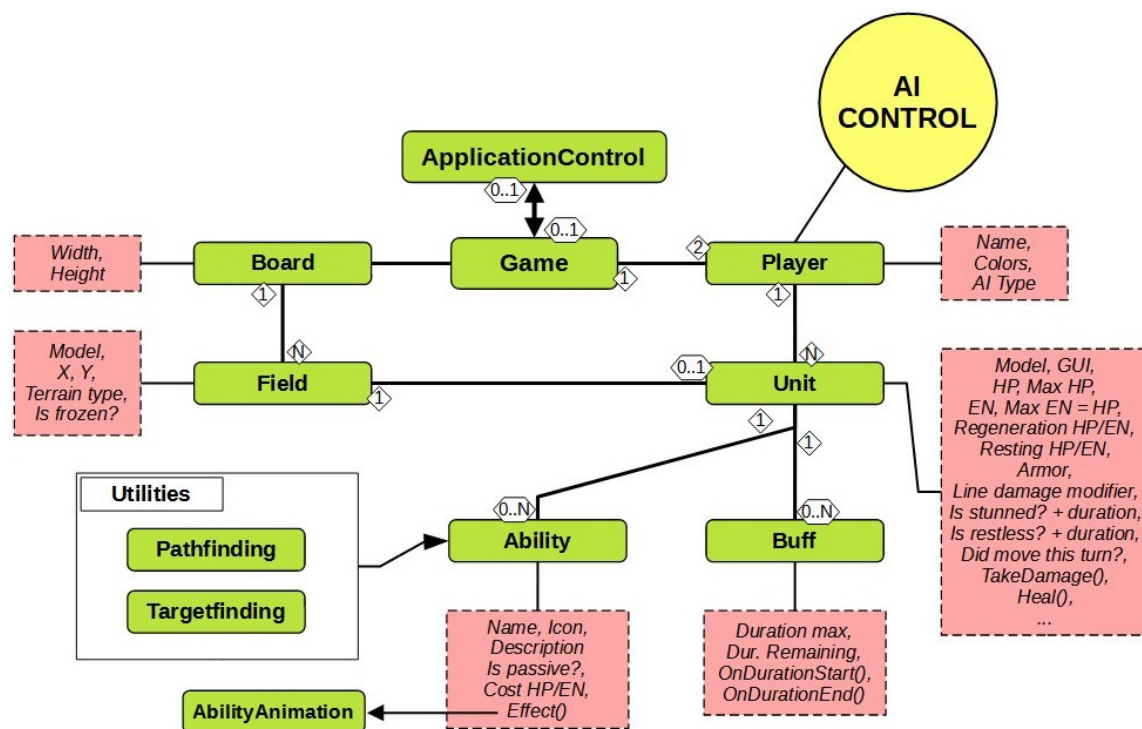 AI
CONTROL
ApplicationControl
0..1
0..1
Width,
Height
Board
Game
2
Player
Name,
Colors,
AI Type
1
1
1
Model,
X, Y,
Terrain type,
Is frozen?
N
Field
1
0..1
N
Unit
Model, GUI,
HP, Max HP,
EN, Max EN = HP,
Regeneration HP/EN,
Resting HP/EN,
Armor,
Line damage modifier,
Is stunned? + duration,
Is restless? + duration,
Did move this turn?,
TakeDamage(),
Heal(),
...
1
1
Utilities
Pathfinding
Targetfinding
0..N
Ability
0..N
Buff
Name, Icon,
Description
Is passive?,
Cost HP/EN,
Effect()
Duration max,
Dur. Remaining,
OnDurationStart(),
OnDurationEnd()
AbilityAnimation